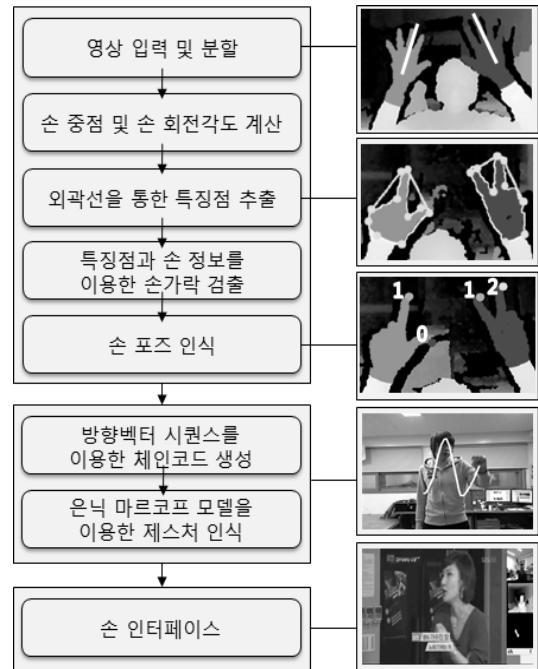 영상 입력 및 분할
손 중점 및 손 회전각도 계산
외곽선을 통한 특징점 추출
특징점과 손 정보를
이용한 손가락 검출
1
1
2
0
손 포즈 인식
방향벡터 시퀀스를
이용한 체인코드 생성
은닉 마르코프 모델을
이용한 제스처 인식
손 인터페이스